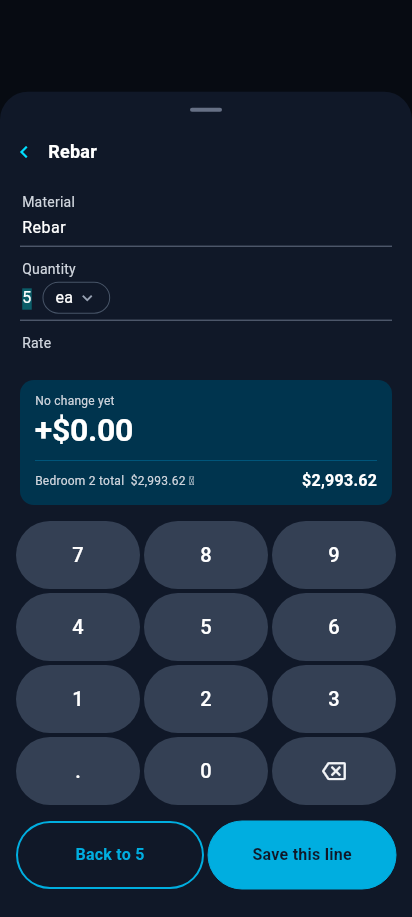 Rebar
Material
Rebar
Quantity
5 ea
Rate
No change yet
+$0.00
Bedroom 2 total $2,993.62 $2,993.62
7 8 9
4 5 6
1 2 3
. 0
Back to 5 Save this line